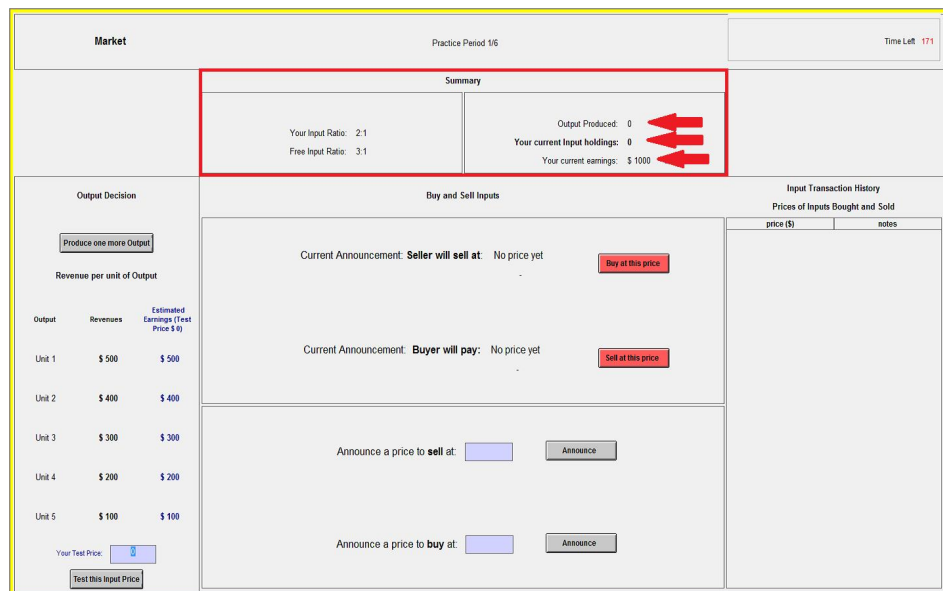 Market
Practice Period 1/6
Time Left 171
Summary
Your Input Ratio: 2:1
Free Input Ratio: 3:1
Output Produced: 0
Your current Input holdings: 0
Your current earnings: $ 1000
Output Decision
Produce one more Output
Revenue per unit of Output
Output Revenues Estimated Earnings (Test Price $ 0)
Unit 1 $ 500 $ 500
Unit 2 $ 400 $ 400
Unit 3 $ 300 $ 300
Unit 4 $ 200 $ 200
Unit 5 $ 100 $ 100
Your Test Price: 0
Test this Input Price
Buy and Sell Inputs
Current Announcement: Seller will sell at: No price yet
-
Buy at this price
Current Announcement: Buyer will pay: No price yet
-
Sell at this price
Announce a price to sell at:
Announce
Announce a price to buy at:
Announce
Input Transaction History
Prices of Inputs Bought and Sold
price ($) notes